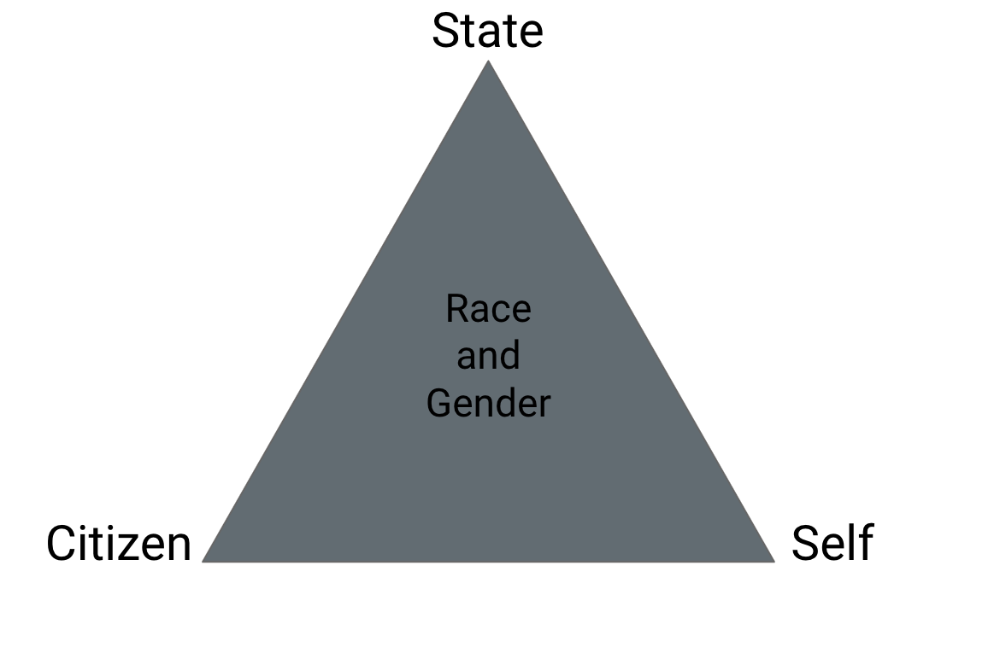 State
Race
and
Gender
Citizen
Self